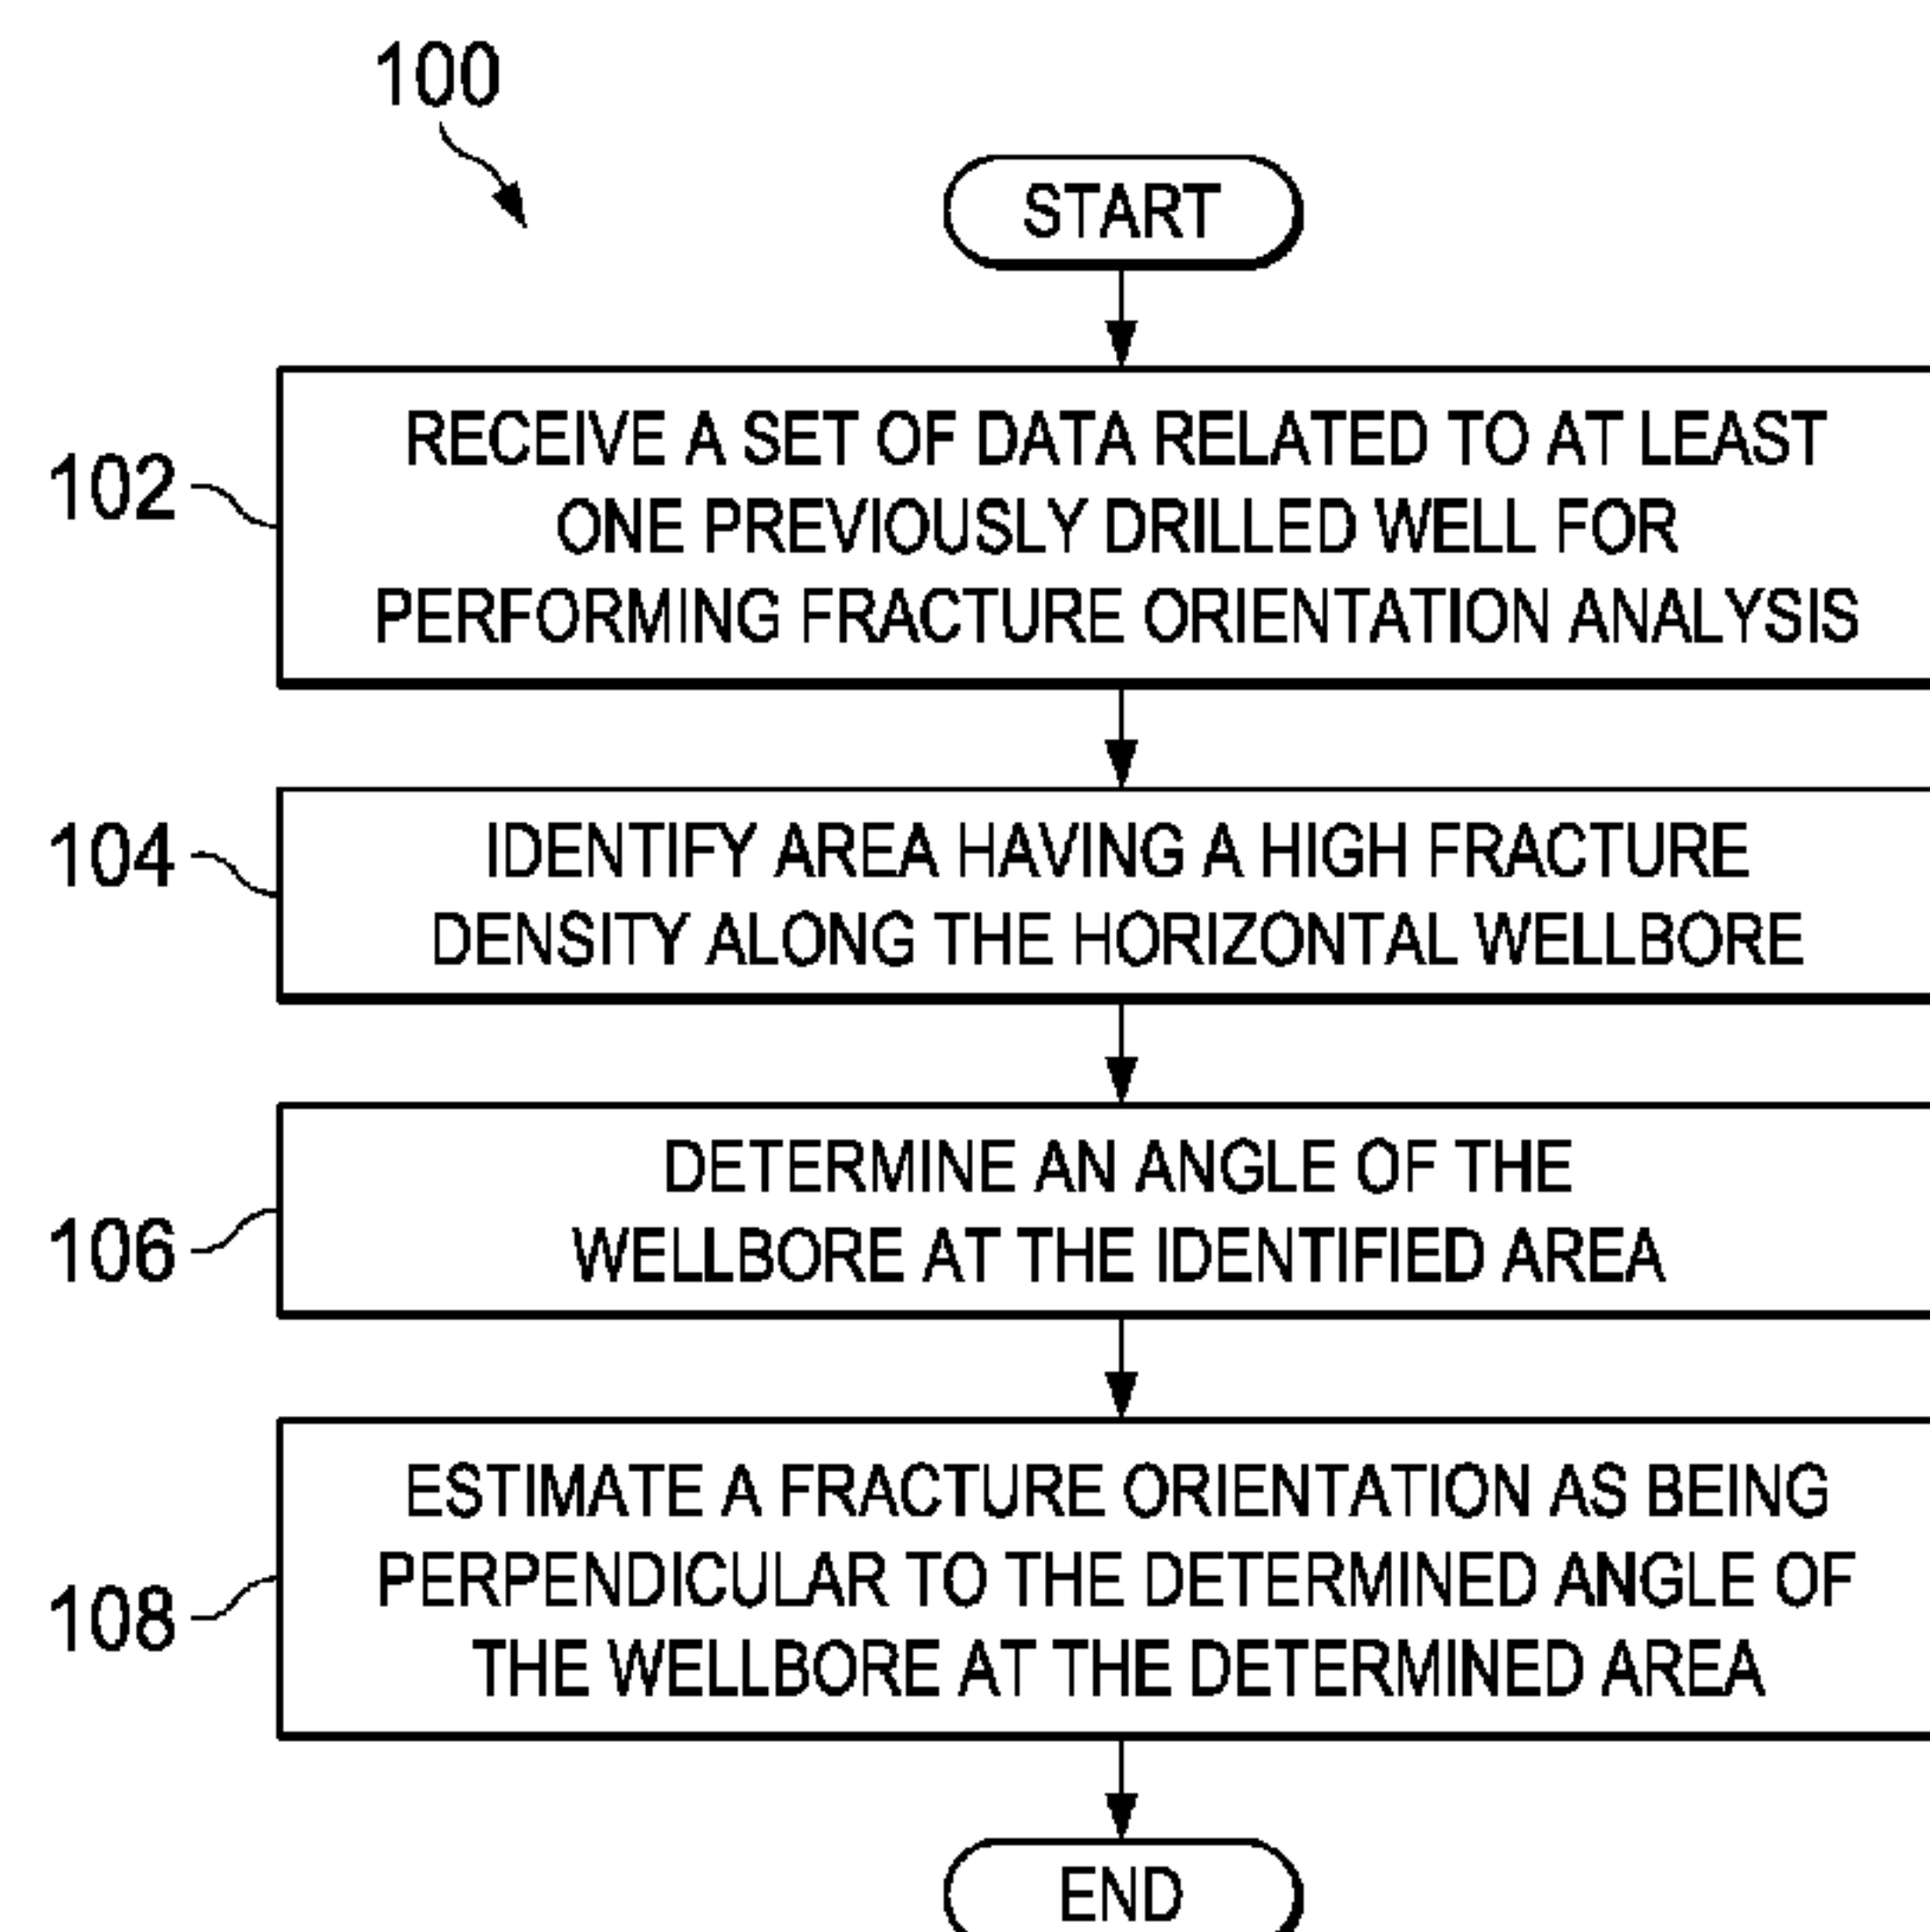 100
START
102
RECEIVE A SET OF DATA RELATED TO AT LEAST
ONE PREVIOUSLY DRILLED WELL FOR
PERFORMING FRACTURE ORIENTATION ANALYSIS
104
IDENTIFY AREA HAVING A HIGH FRACTURE
DENSITY ALONG THE HORIZONTAL WELLBORE
106
DETERMINE AN ANGLE OF THE
WELLBORE AT THE IDENTIFIED AREA
108
ESTIMATE A FRACTURE ORIENTATION AS BEING
PERPENDICULAR TO THE DETERMINED ANGLE OF
THE WELLBORE AT THE DETERMINED AREA
END